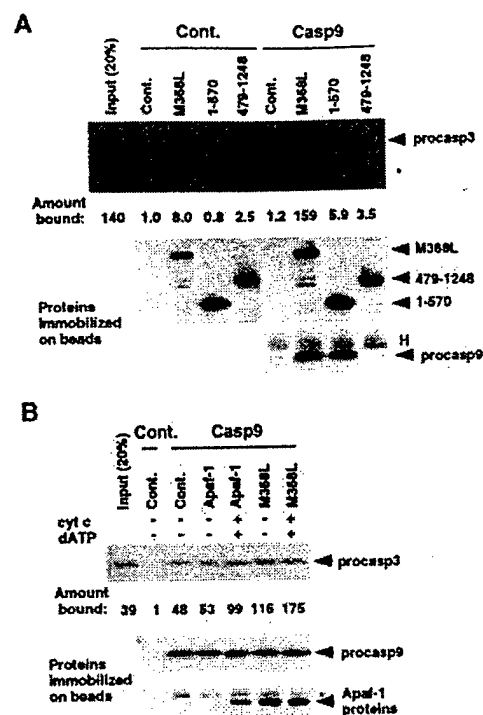 A
Cont. Casp9
Input (20%) Cont. M368L 1-570 479-1248 Cont. M368L 1-570 479-1248
procasp3
Amount bound: 140 1.0 8.0 0.8 2.5 1.2 159 5.9 3.5
M368L
479-1248
1-570
Proteins
immobilized
on beads
H
procasp9
B
Cont. Casp9
Input (20%) Cont. Cont. Apaf-1 Apaf-1 M368L M368L
cyt c - - - + - +
dATP - - - + - +
procasp3
Amount bound: 39 1 48 53 99 116 175
procasp9
Proteins
immobilized
on beads
Apaf-1
proteins